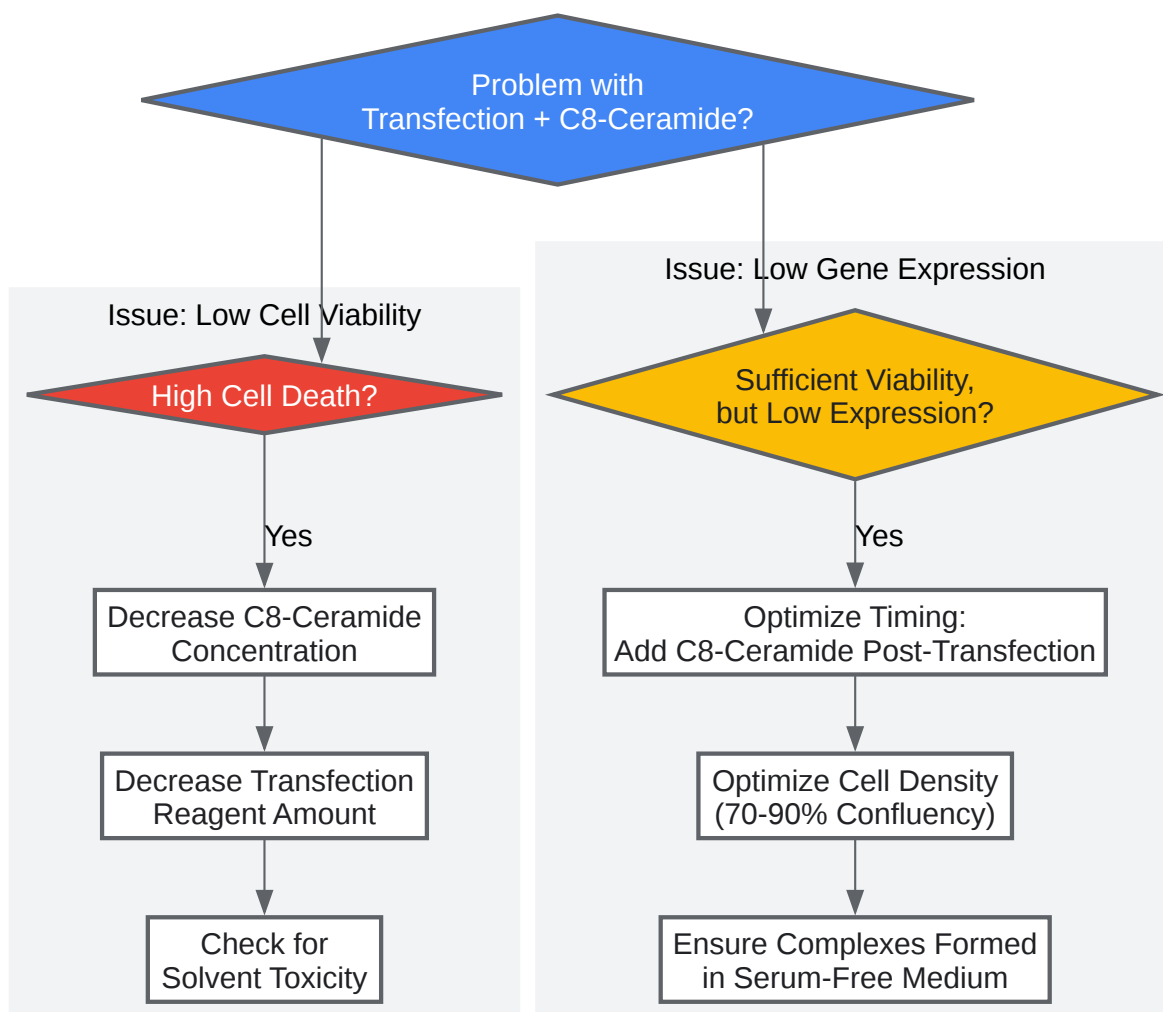 Problem with
Transfection + C8-Ceramide?
Issue: Low Cell Viability
High Cell Death?
Yes
Decrease C8-Ceramide
Concentration
Decrease Transfection
Reagent Amount
Check for
Solvent Toxicity
Issue: Low Gene Expression
Sufficient Viability,
but Low Expression?
Yes
Optimize Timing:
Add C8-Ceramide Post-Transfection
Optimize Cell Density
(70-90% Confluency)
Ensure Complexes Formed
in Serum-Free Medium